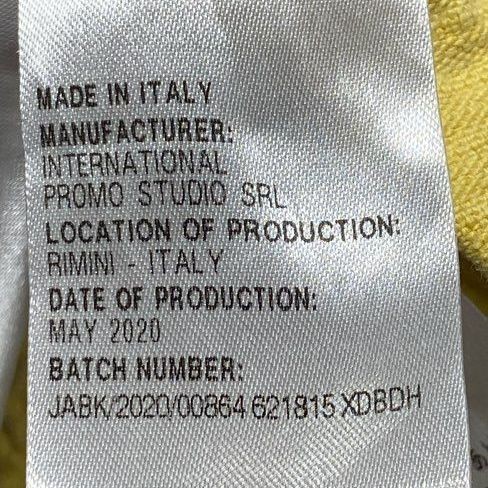 MADE IN ITALY
MANUFACTURER:
INTERNATIONAL
PROMO STUDIO SRL
LOCATION OF PRODUCTION:
RIMINI - ITALY
DATE OF PRODUCTION:
MAY 2020
BATCH NUMBER:
JABK/2020/00864 621815 XDBDH